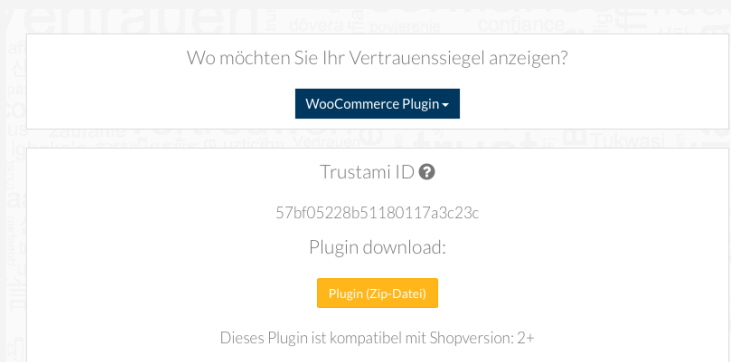 Wo möchten Sie Ihr Vertrauenssiegel anzeigen?
WooCommerce Plugin
Trustami ID
57bf05228b51180117a3c23c
Plugin download:
Plugin (Zip-Datei)
Dieses Plugin ist kompatibel mit Shopversion: 2+